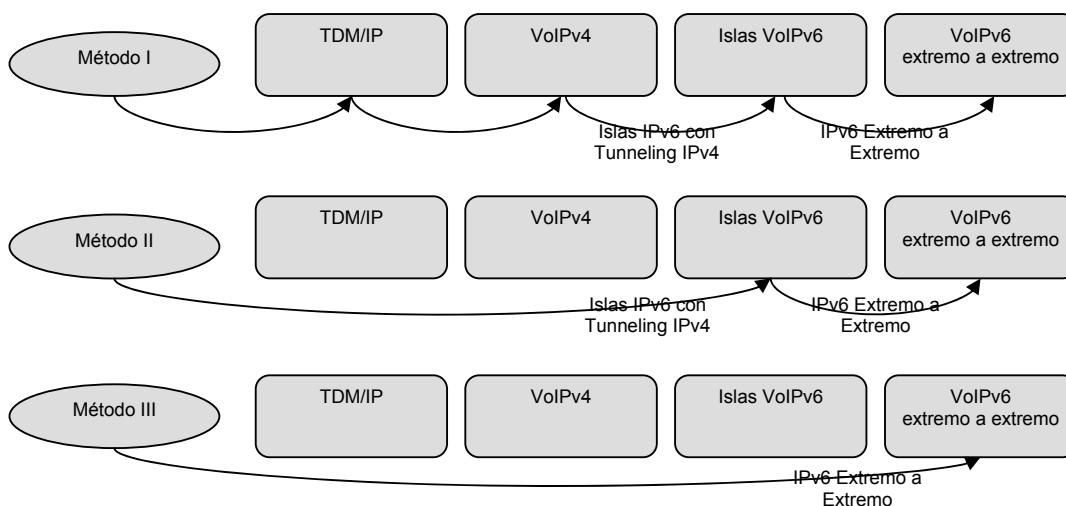 Método I
TDM/IP
VoIPv4
Islas VoIPv6
VoIPv6
extremo a extremo
Islas IPv6 con
Tunneling IPv4
IPv6 Extremo a
Extremo
Método II
TDM/IP
VoIPv4
Islas VoIPv6
VoIPv6
extremo a extremo
Islas IPv6 con
Tunneling IPv4
IPv6 Extremo a
Extremo
Método III
TDM/IP
VoIPv4
Islas VoIPv6
VoIPv6
extremo a extremo
IPv6 Extremo a
Extremo